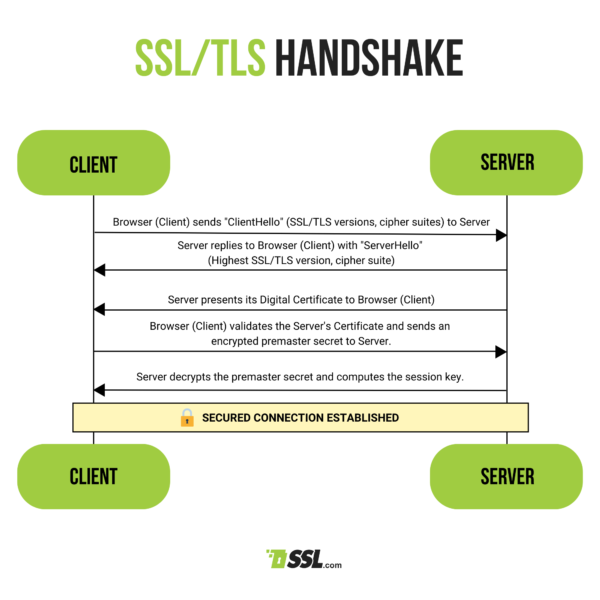 SSL/TLS HANDSHAKE
CLIENT
SERVER
Browser (Client) sends "ClientHello" (SSL/TLS versions, cipher suites) to Server
Server replies to Browser (Client) with "ServerHello"
(Highest SSL/TLS version, cipher suite)
Server presents its Digital Certificate to Browser (Client)
Browser (Client) validates the Server's Certificate and sends an
encrypted premaster secret to Server.
Server decrypts the premaster secret and computes the session key.
SECURED CONNECTION ESTABLISHED
CLIENT
SERVER
SSL.com